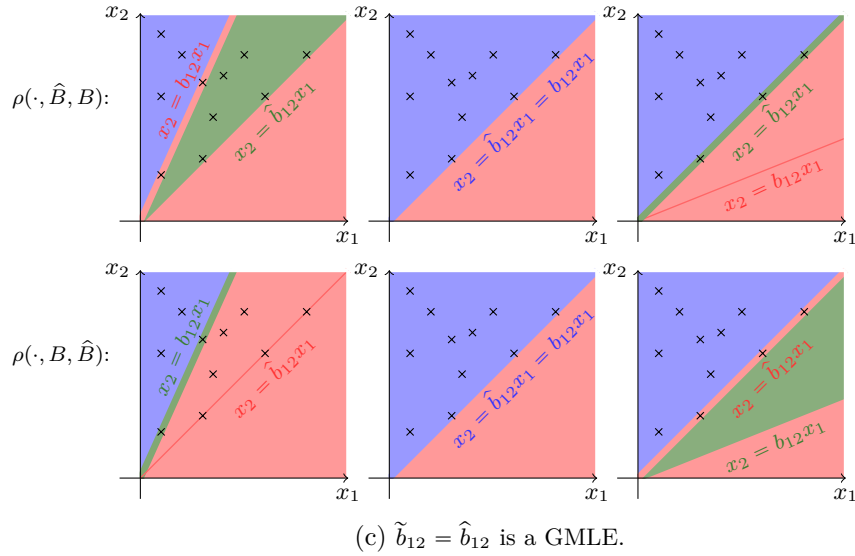 x₂
x₂ = b₁₂x₁
x₂ = b̂₁₂x₁
x₁
x₂
x₂ = b̂₁₂x₁ = b₁₂x₁
x₁
x₂
x₂ = b̂₁₂x₁
x₂ = b₁₂x₁
x₁
ρ(·, B̂, B):
x₂
x₂ = b₁₂x₁
x₂ = b̂₁₂x₁
x₁
x₂
x₂ = b̂₁₂x₁ = b₁₂x₁
x₁
x₂
x₂ = b̂₁₂x₁
x₂ = b₁₂x₁
x₁
ρ(·, B, B̂):
(c) b̃₁₂ = b̂₁₂ is a GMLE.